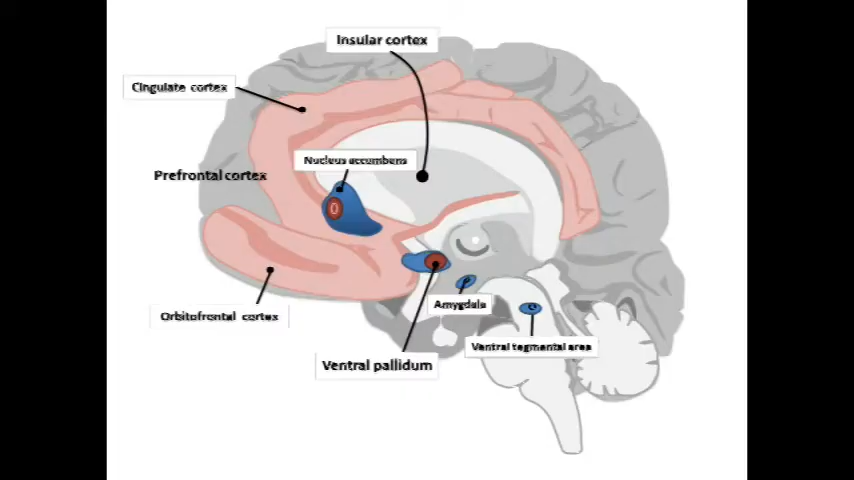 Insular cortex
Cingulate cortex
Nucleus accumbens
Prefrontal cortex
Amygdala
Orbitofrontal cortex
Ventral tegmental area
Ventral pallidum